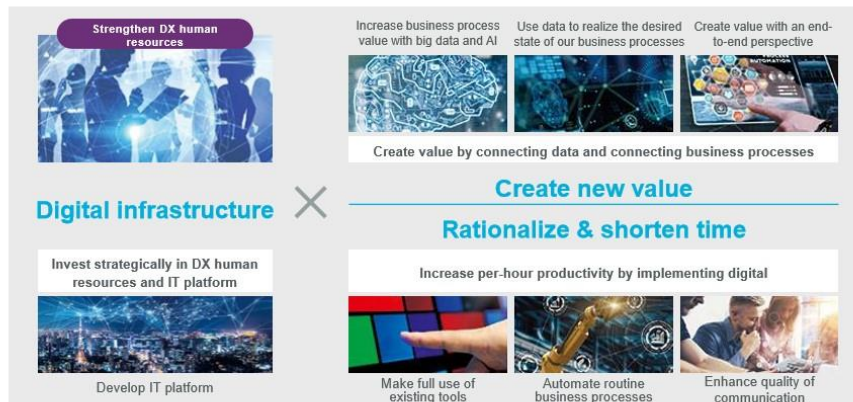 Strengthen DX human
resources
Digital infrastructure
Invest strategically in DX human
resources and IT platform
Develop IT platform
×
Increase business process
value with big data and AI
Use data to realize the desired
state of our business processes
Create value with an end-
to-end perspective
PROCESS
AUTOMATION
Create value by connecting data and connecting business processes
Create new value
Rationalize & shorten time
Increase per-hour productivity by implementing digital
Make full use of
existing tools
Automate routine
business processes
Enhance quality of
communication